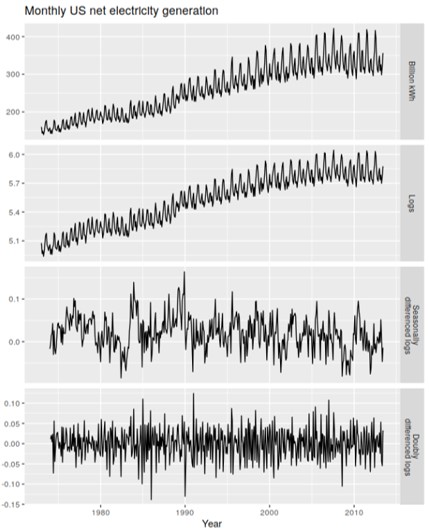 Monthly US net electricity generation
400
300
200
Billion kWh
6.0
5.7
5.4
5.1
Logs
0.1
0.0
Seasonally
differenced logs
0.10
0.05
0.00
-0.05
-0.10
-0.15
Doubly
differenced logs
1980
1990
2000
2010
Year